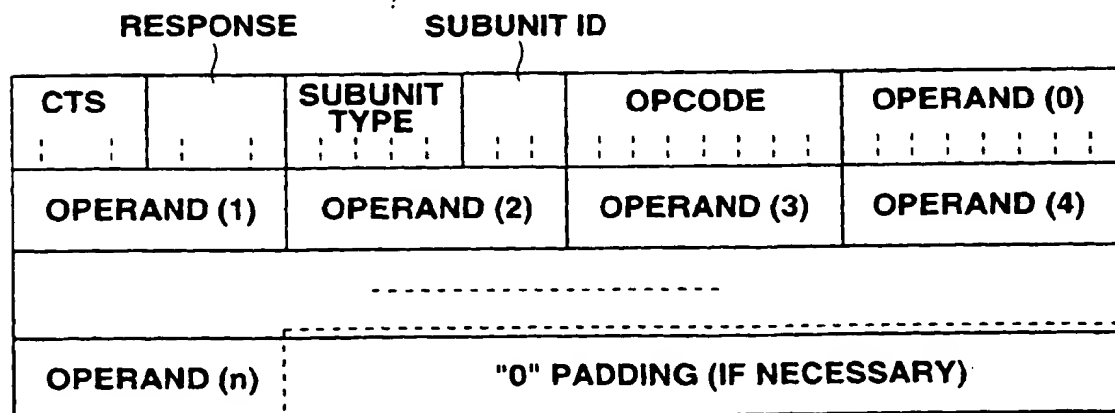 RESPONSE SUBUNIT ID
CTS SUBUNIT TYPE OPCODE OPERAND (0)
OPERAND (1) OPERAND (2) OPERAND (3) OPERAND (4)
OPERAND (n) "0" PADDING (IF NECESSARY)